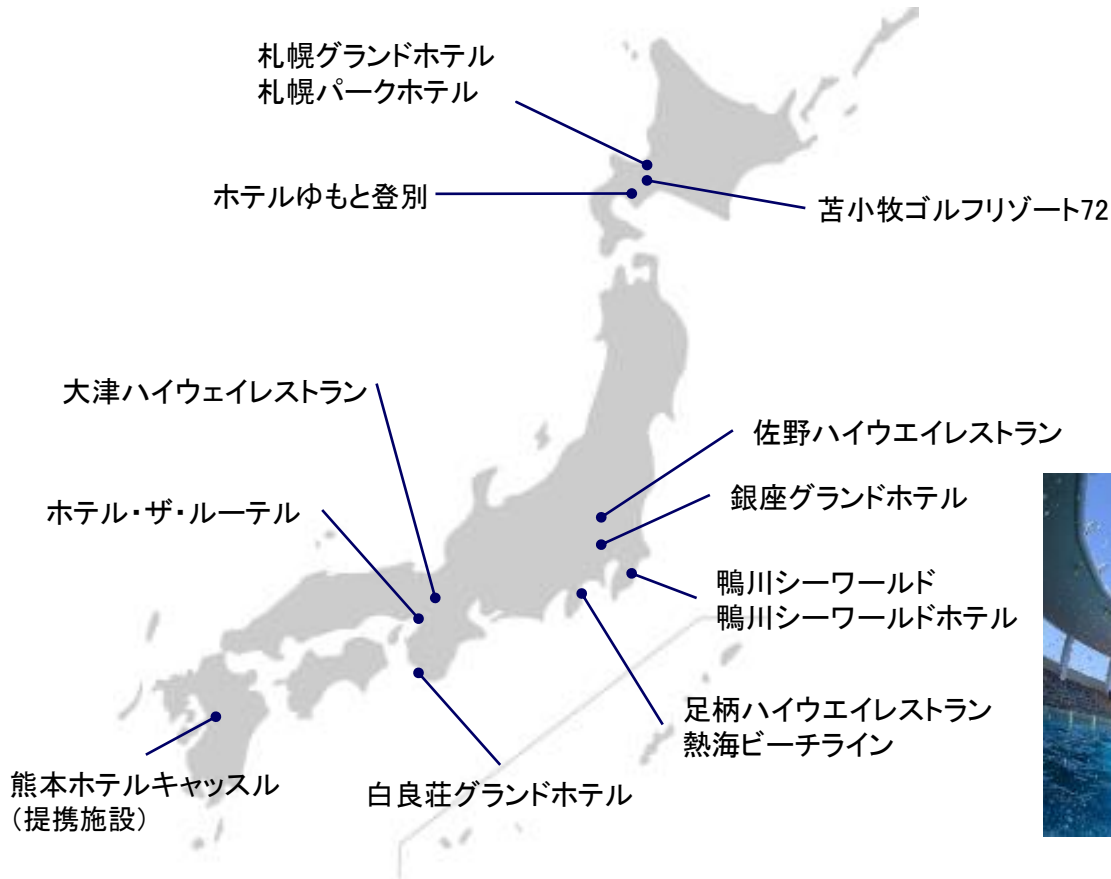 札幌グランドホテル
札幌パークホテル
ホテルゆもと登別
苫小牧ゴルフリゾート72
大津ハイウェイレストラン
佐野ハイウエイレストラン
ホテル・ザ・ルーテル
銀座グランドホテル
鴨川シーワールド
鴨川シーワールドホテル
足柄ハイウエイレストラン
熱海ビーチライン
熊本ホテルキャッスル
（提携施設）
白良荘グランドホテル